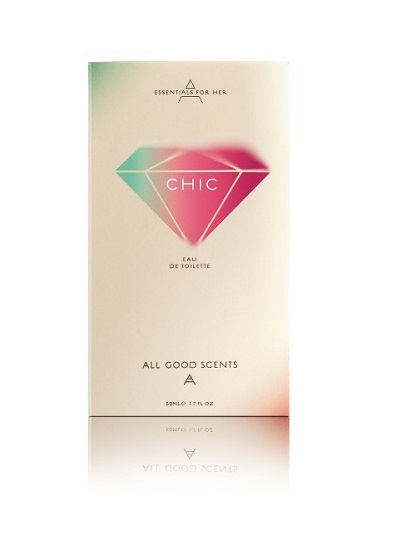 ESSENTIALS FOR HER
CHIC
EAU
DE TOILETTE
ALL GOOD SCENTS
50ML℮ 1.7 FL OZ